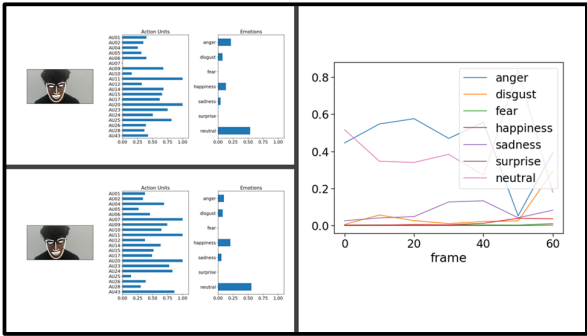 Action Units
Emotions
AU01
AU02
AU04
AU05
AU06
AU07
AU09
AU10
AU11
AU12
AU14
AU15
AU17
AU20
AU23
AU24
AU25
AU26
AU28
AU43
0.00 0.25 0.50 0.75 1.00
anger
disgust
fear
happiness
sadness
surprise
neutral
0.00 0.25 0.50 0.75 1.00
Action Units
Emotions
AU01
AU02
AU04
AU05
AU06
AU07
AU09
AU10
AU11
AU12
AU14
AU15
AU17
AU20
AU23
AU24
AU25
AU26
AU28
AU43
0.00 0.25 0.50 0.75 1.00
anger
disgust
fear
happiness
sadness
surprise
neutral
0.00 0.25 0.50 0.75 1.00
0.8
0.6
0.4
0.2
0.0
anger
disgust
fear
happiness
sadness
surprise
neutral
0 20 40 60
frame